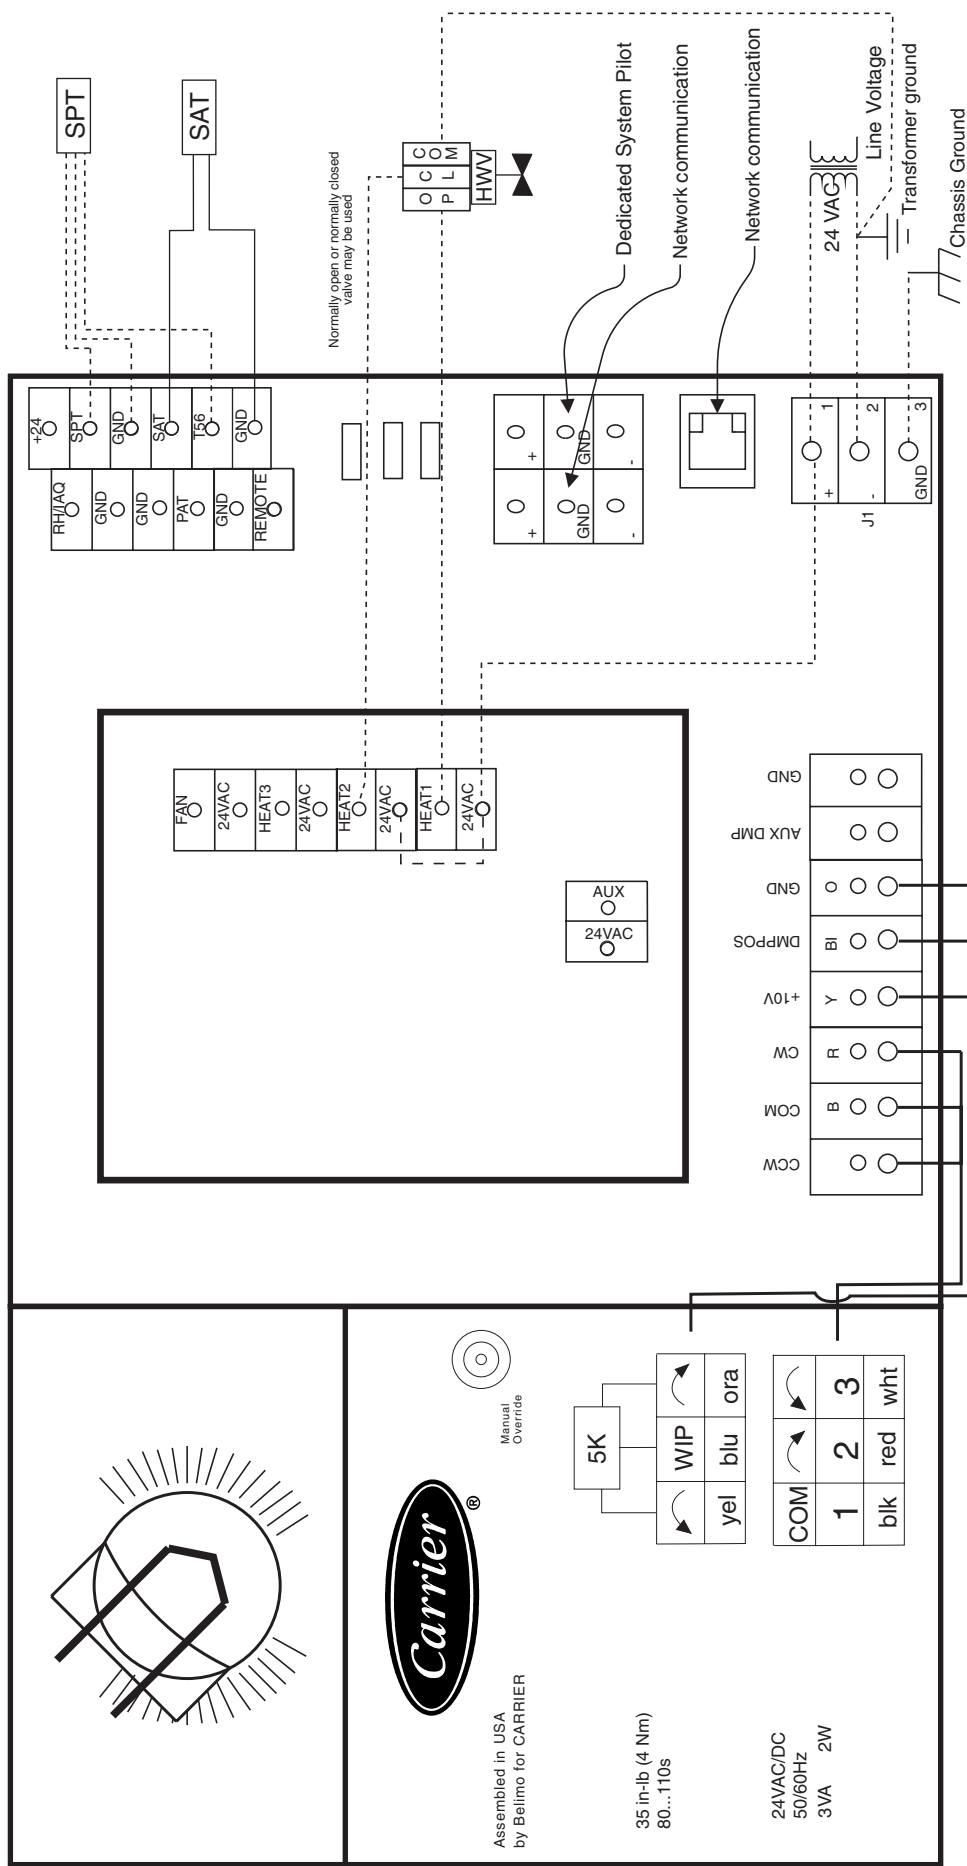 SPT
SAT
Normally open or normally closed
valve may be used
OP
CL
COM
HWV
Dedicated System Pilot
Network communication
Network communication
24 VAC
Line Voltage
Transformer ground
Chassis Ground
+24
SPT
GND
SAT
T56
GND
RH/IAQ
GND
GND
PAT
GND
REMOTE
+
GND
-
+
GND
-
+
1
-
2
GND
3
J1
FAN
24VAC
HEAT3
24VAC
HEAT2
24VAC
HEAT1
24VAC
AUX
24VAC
GND
AUX DMP
GND
O
DMPPOS
Bl
+10V
Y
CW
R
COM
B
CCW
Manual
Override
Carrier
®
5K
WIP
yel
blu
ora
COM
1
2
3
blk
red
wht
Assembled in USA
by Belimo for CARRIER
35 in-lb (4 Nm)
80...110s
24VAC/DC
50/60Hz
3VA 2W